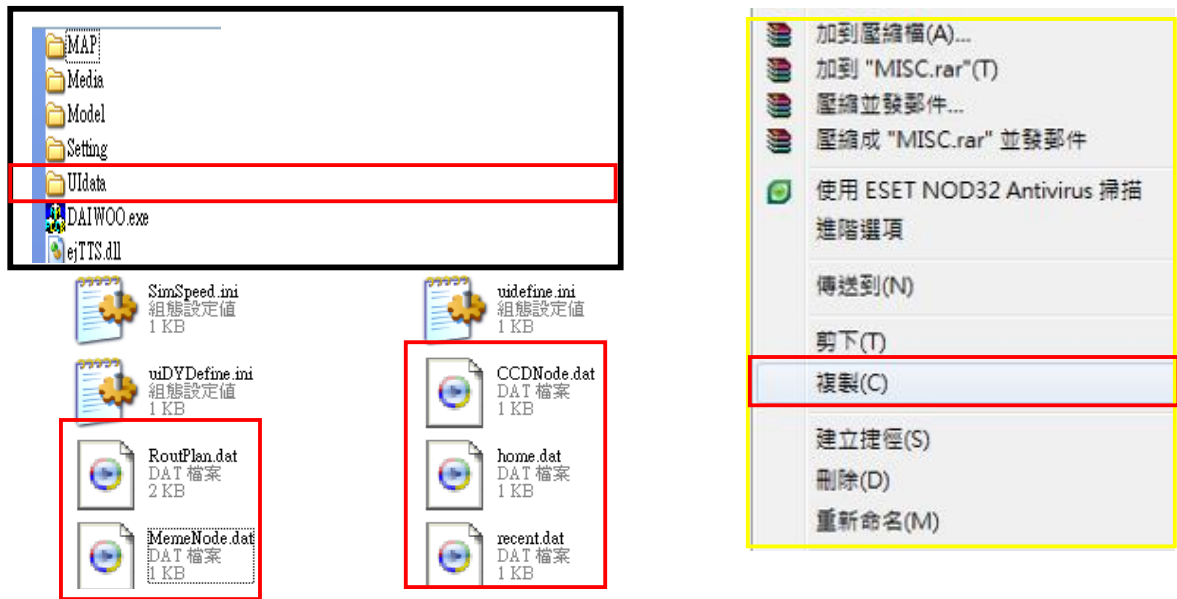 MAP
Media
Model
Setting
UIdata
DAIWOO.exe
ejTTS.dll
SimSpeed.ini
組態設定值
1 KB
uidefine.ini
組態設定值
1 KB
uiDYDefine.ini
組態設定值
1 KB
CCDNode.dat
DAT 檔案
1 KB
RoutPlan.dat
DAT 檔案
2 KB
home.dat
DAT 檔案
1 KB
MemeNode.dat
DAT 檔案
1 KB
recent.dat
DAT 檔案
1 KB
加到壓縮檔(A)...
加到 "MISC.rar"(T)
壓縮並發郵件...
壓縮成 "MISC.rar" 並發郵件
使用 ESET NOD32 Antivirus 掃描
進階選項
傳送到(N)
剪下(T)
複製(C)
建立捷徑(S)
刪除(D)
重新命名(M)